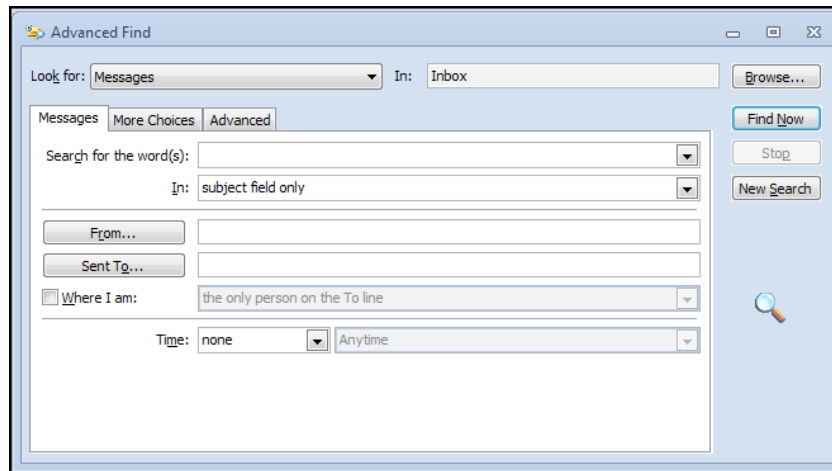 Advanced Find
Look for: Messages In: Inbox Browse...
Messages More Choices Advanced Find Now
Search for the word(s): Stop
In: subject field only New Search
From...
Sent To...
Where I am: the only person on the To line
Time: none Anytime